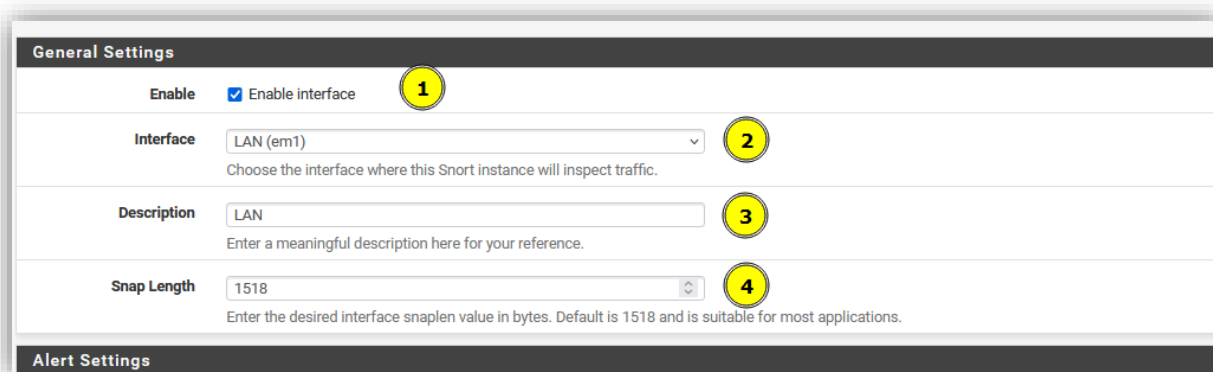 General Settings
Enable Enable interface 1
Interface LAN (em1) 2
Choose the interface where this Snort instance will inspect traffic.
Description LAN 3
Enter a meaningful description here for your reference.
Snap Length 1518 4
Enter the desired interface snaplen value in bytes. Default is 1518 and is suitable for most applications.
Alert Settings